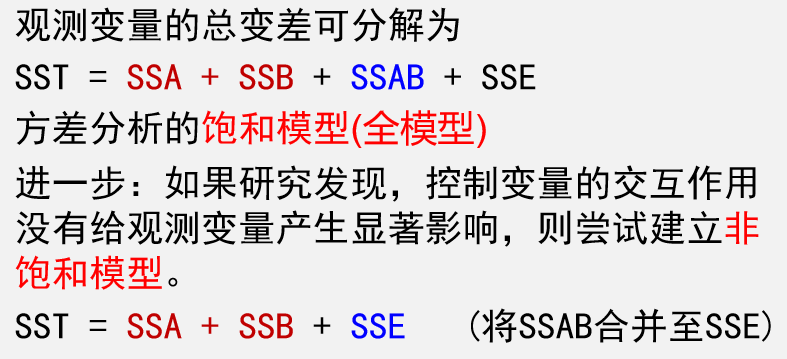 观测变量的总变差可分解为
SST = SSA + SSB + SSAB + SSE
方差分析的饱和模型(全模型)
进一步：如果研究发现，控制变量的交互作用
没有给观测变量产生显著影响，则尝试建立非
饱和模型。
SST = SSA + SSB + SSE (将SSAB合并至SSE)